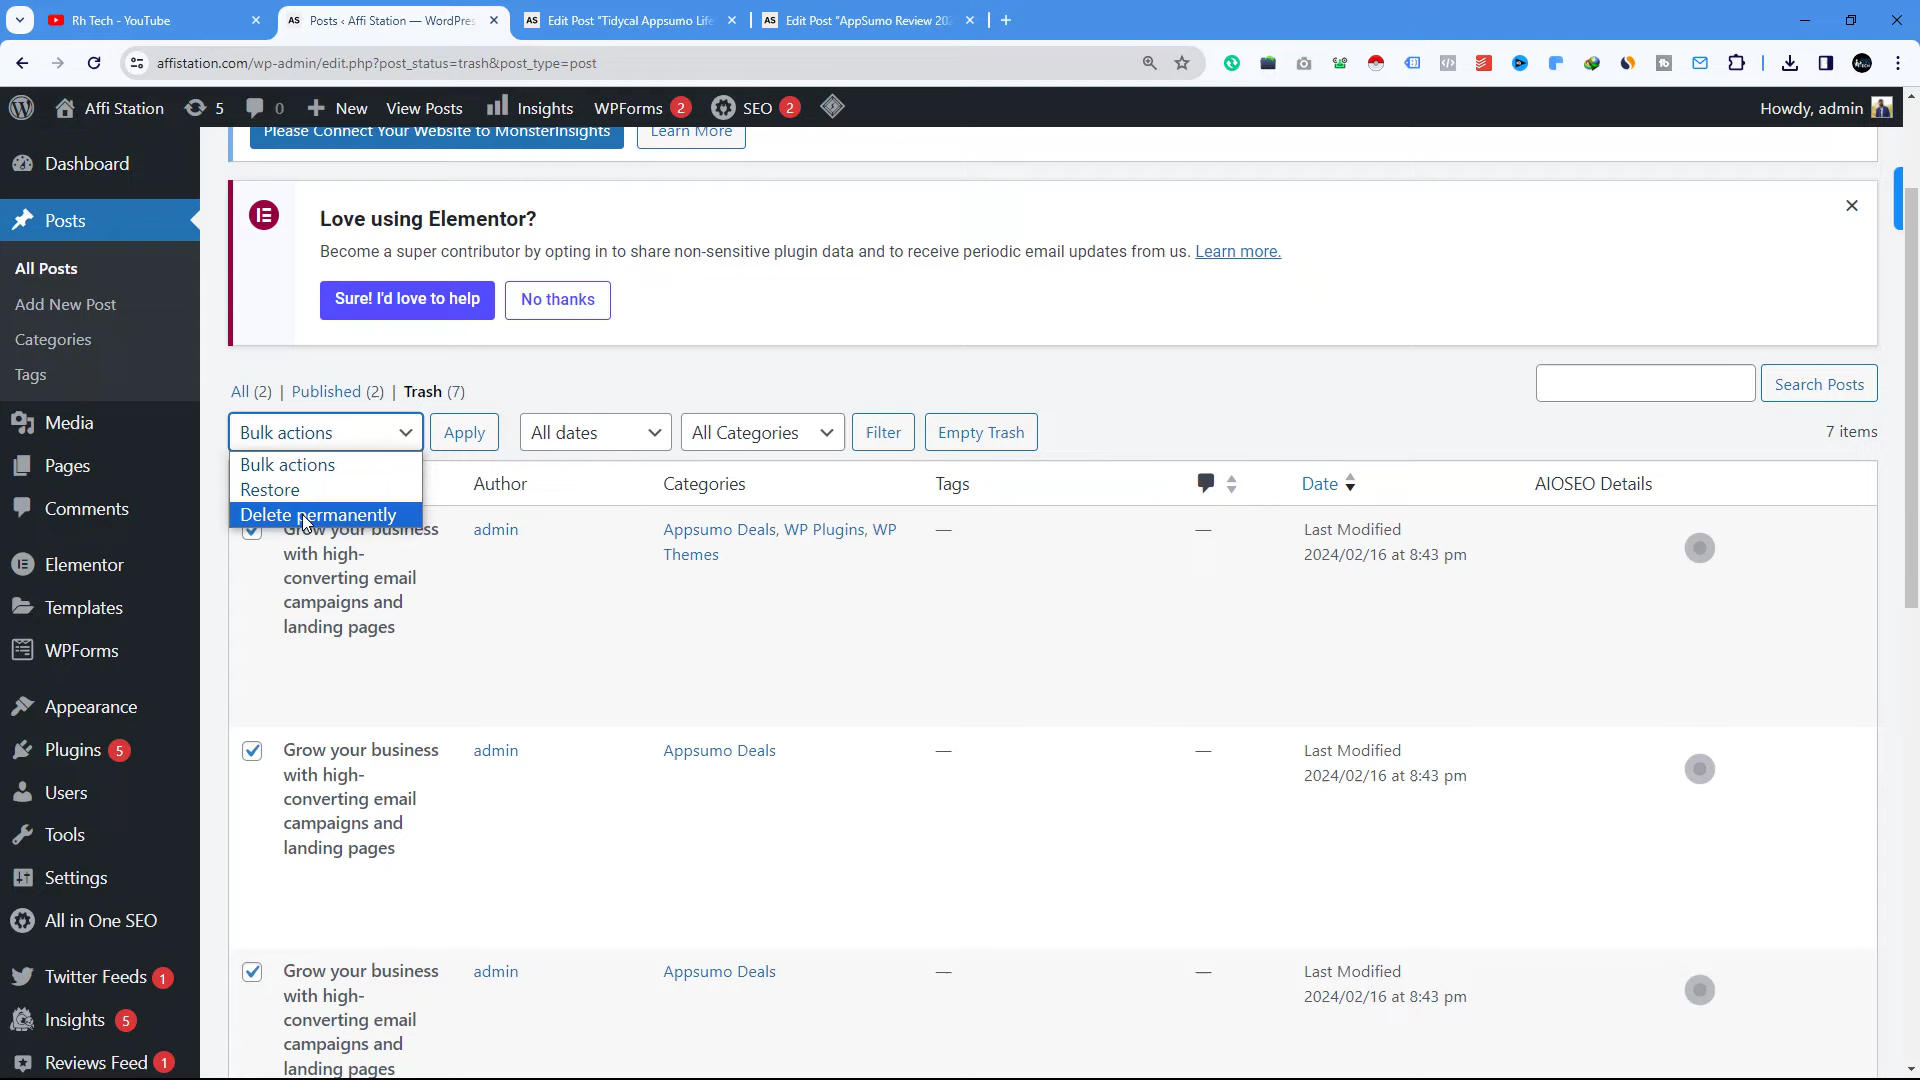 Rh Tech - YouTube
AS Posts ‹ Affi Station — WordPres
AS Edit Post "Tidycal Appsumo Life
AS Edit Post "AppSumo Review 202
affistation.com/wp-admin/edit.php?post_status=trash&post_type=post
Affi Station 5 0 New View Posts Insights WPForms 2 SEO 2
Howdy, admin
Please Connect Your Website to MonsterInsights Learn More
Dashboard
Posts
All Posts
Add New Post
Categories
Tags
Media
Pages
Comments
Elementor
Templates
WPForms
Appearance
Plugins 5
Users
Tools
Settings
All in One SEO
Twitter Feeds 1
Insights 5
Reviews Feed 1
Love using Elementor?
Become a super contributor by opting in to share non-sensitive plugin data and to receive periodic email updates from us. Learn more.
Sure! I'd love to help No thanks
All (2) | Published (2) | Trash (7)
Search Posts
Bulk actions Apply All dates All Categories Filter Empty Trash
7 items
Bulk actions
Restore
Delete permanently
Author Categories Tags Date AIOSEO Details
Grow your business
with high-
converting email
campaigns and
landing pages
admin
Appsumo Deals, WP Plugins, WP
Themes
—
—
Last Modified
2024/02/16 at 8:43 pm
Grow your business
with high-
converting email
campaigns and
landing pages
admin
Appsumo Deals
—
—
Last Modified
2024/02/16 at 8:43 pm
Grow your business
with high-
converting email
campaigns and
landing pages
admin
Appsumo Deals
—
—
Last Modified
2024/02/16 at 8:43 pm